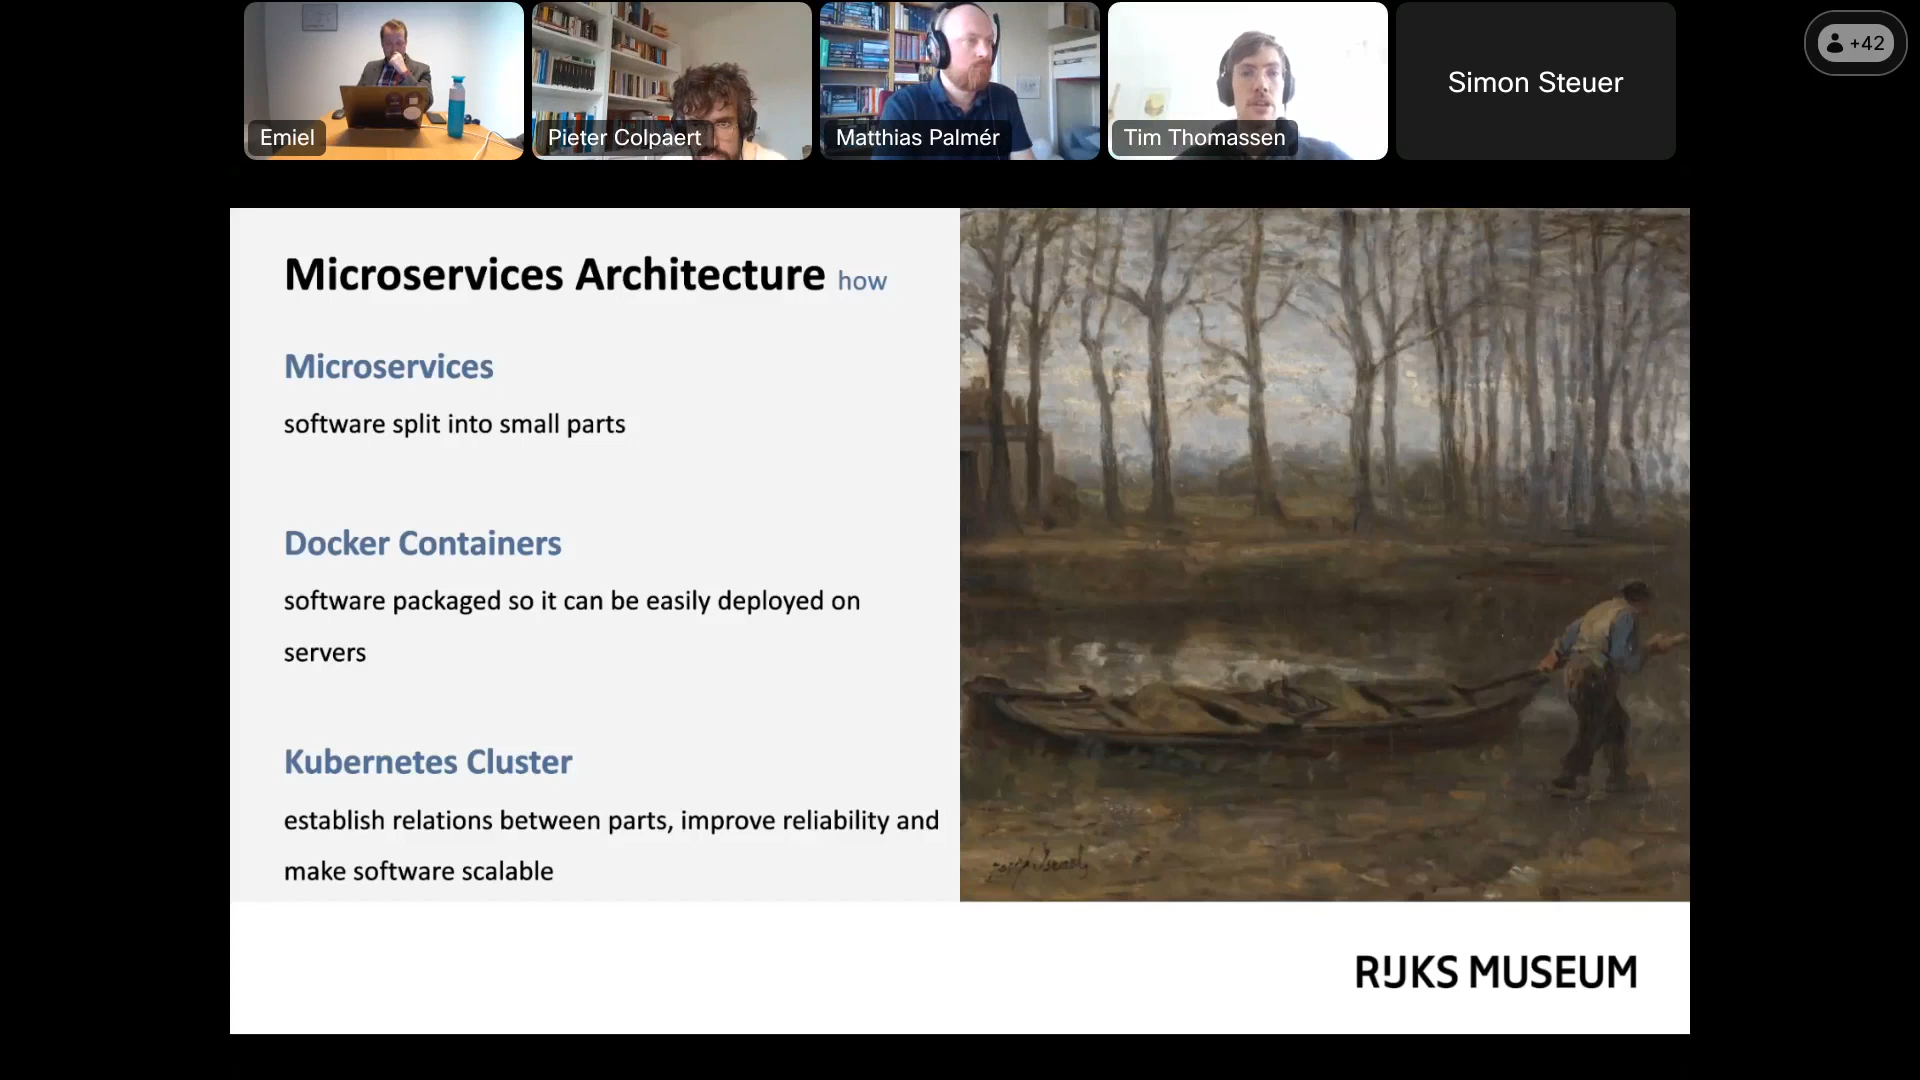 Emiel
Pieter Colpaert
Matthias Palmér
Tim Thomassen
Simon Steuer
+42
Microservices Architecture how
Microservices
software split into small parts
Docker Containers
software packaged so it can be easily deployed on
servers
Kubernetes Cluster
establish relations between parts, improve reliability and
make software scalable
RIJKS MUSEUM